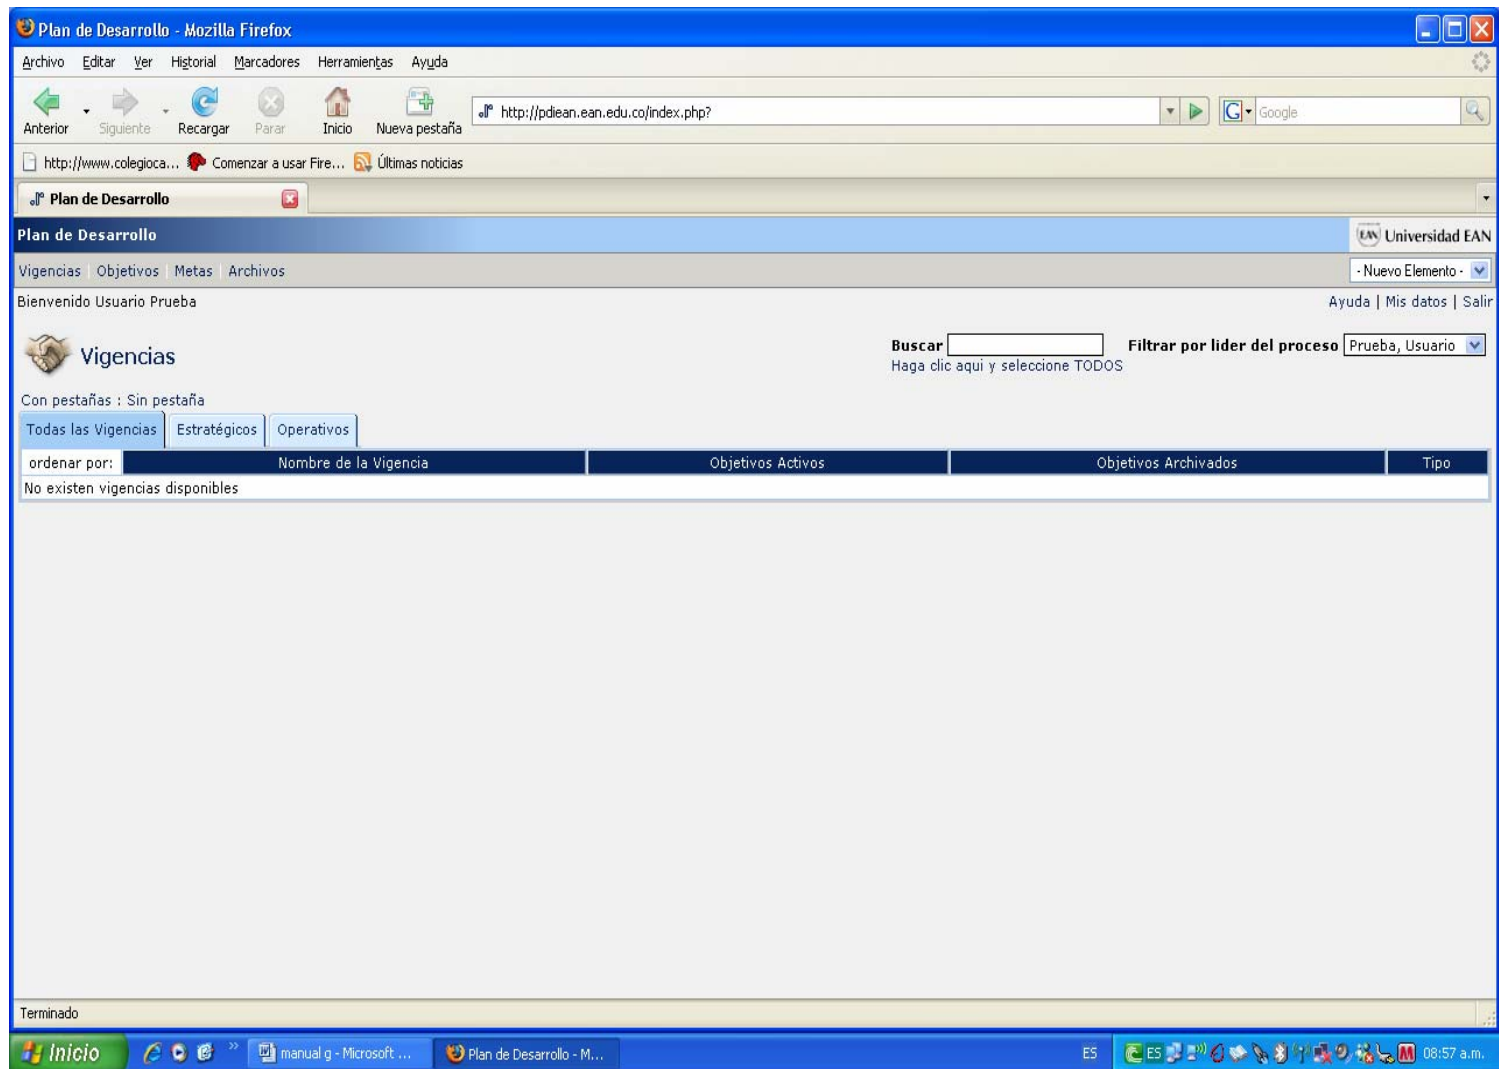 Plan de Desarrollo - Mozilla Firefox
Archivo Editar Ver Historial Marcadores Herramientas Ayuda
Anterior Siguiente Recargar Parar Inicio Nueva pestaña http://pdiean.ean.edu.co/index.php? G Google
http://www.colegioca... Comenzar a usar Fire... Últimas noticias
Plan de Desarrollo
Plan de Desarrollo EAN Universidad EAN
Vigencias Objetivos Metas Archivos - Nuevo Elemento -
Bienvenido Usuario Prueba Ayuda | Mis datos | Salir
Vigencias Buscar Filtrar por lider del proceso Prueba, Usuario
Haga clic aqui y seleccione TODOS
Con pestañas : Sin pestaña
Todas las Vigencias Estratégicos Operativos
ordenar por: Nombre de la Vigencia Objetivos Activos Objetivos Archivados Tipo
No existen vigencias disponibles
Terminado
Inicio manual g - Microsoft ... Plan de Desarrollo - M... ES ES 08:57 a.m.